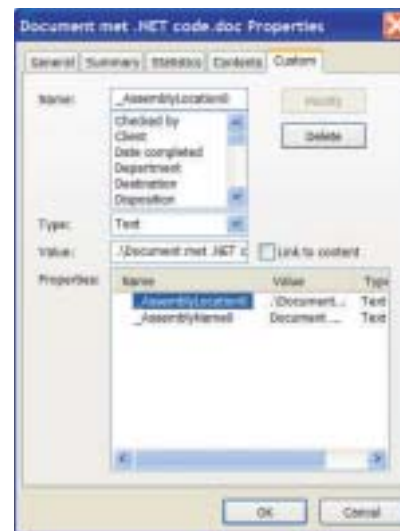 Document met .NET code.doc Properties
General Summary Statistics Contents Custom
Name: _AssemblyLocation0 Modify
Checked by
Client
Date completed
Department
Destination
Disposition
Delete
Type: Text
Value: .\Document met .NET c Link to content
Properties: Name Value Type
_AssemblyLocation0 .\Document... Text
_AssemblyName0 Document ... Text
OK Cancel